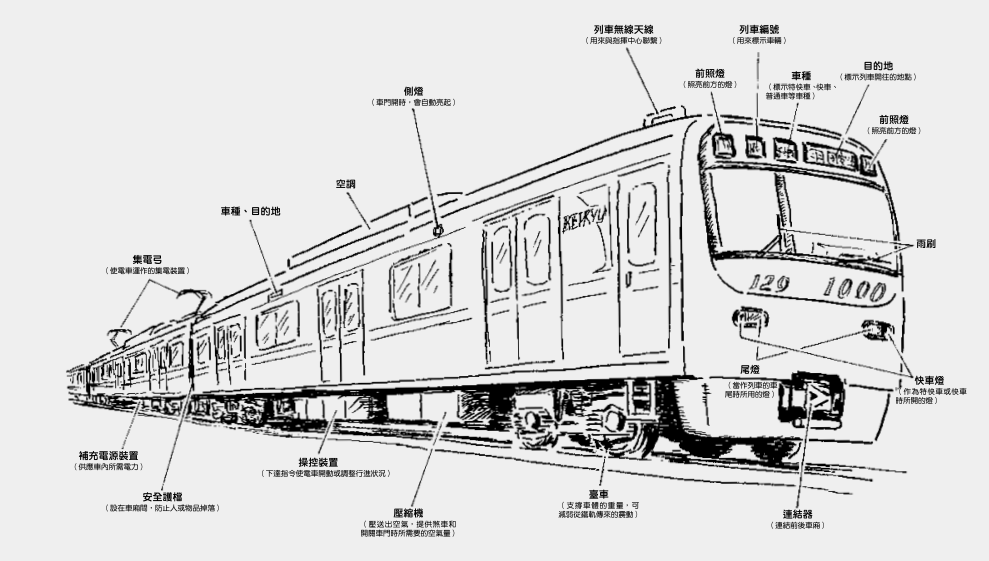 列車無線天線
(用來與指揮中心聯繫)
列車編號
(用來標示車輛)
前照燈
(照亮前方的燈)
車種
(標示特快車、快車、
普通車等車種)
目的地
(標示列車開往的地點)
前照燈
(照亮前方的燈)
側燈
(車門開時,會自動亮起)
空調
車種、目的地
KEIKYU
雨刷
集電弓
(使電車運作的集電裝置)
129 1000
尾燈
(當作列車的車
尾時所用的燈)
快車燈
(作為特快車或快車
時所開的燈)
補充電源裝置
(供應車內所需電力)
操控裝置
(下達指令使電車開動或調整行進狀況)
安全護檔
(設在車廂間,防止人或物品掉落)
壓縮機
(壓送出空氣,提供煞車和
開關車門時所需要的空氣量)
臺車
(支撐車體的重量,可
減弱從鐵軌傳來的震動)
連結器
(連結前後車廂)